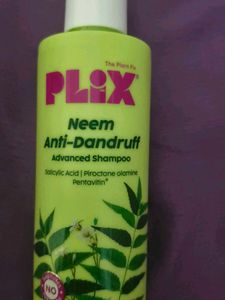 The Plant Fix
PLiX
Neem
Anti-Dandruff
Advanced Shampoo
Salicylic Acid | Piroctone olamine
Pentavitin®
NO